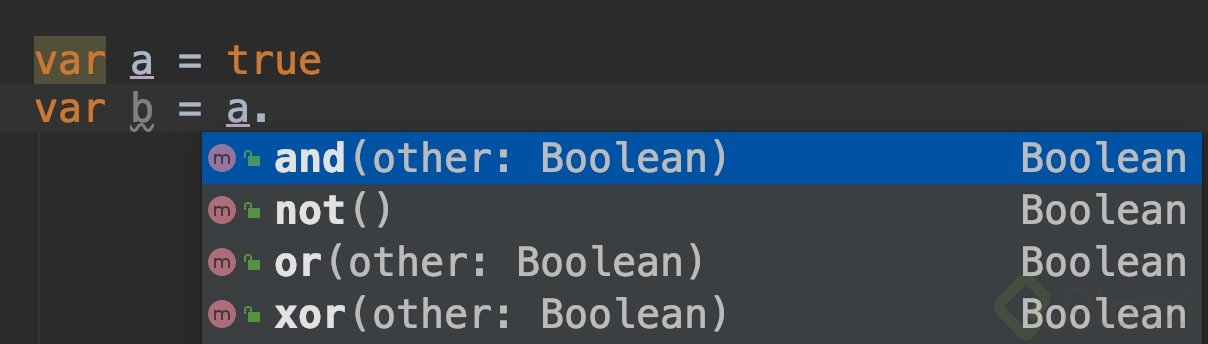 var a = true
var b = a.
m and(other: Boolean) Boolean
m not() Boolean
m or(other: Boolean) Boolean
m xor(other: Boolean) Boolean